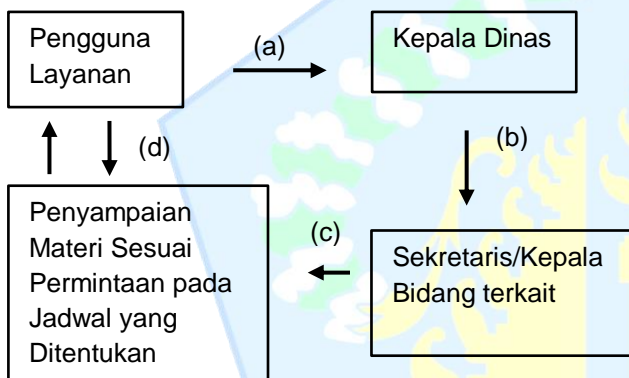 Pengguna
Layanan
(a)
Kepala Dinas
(b)
Sekretaris/Kepala
Bidang terkait
(c)
Penyampaian
Materi Sesuai
Permintaan pada
Jadwal yang
Ditentukan
(d)